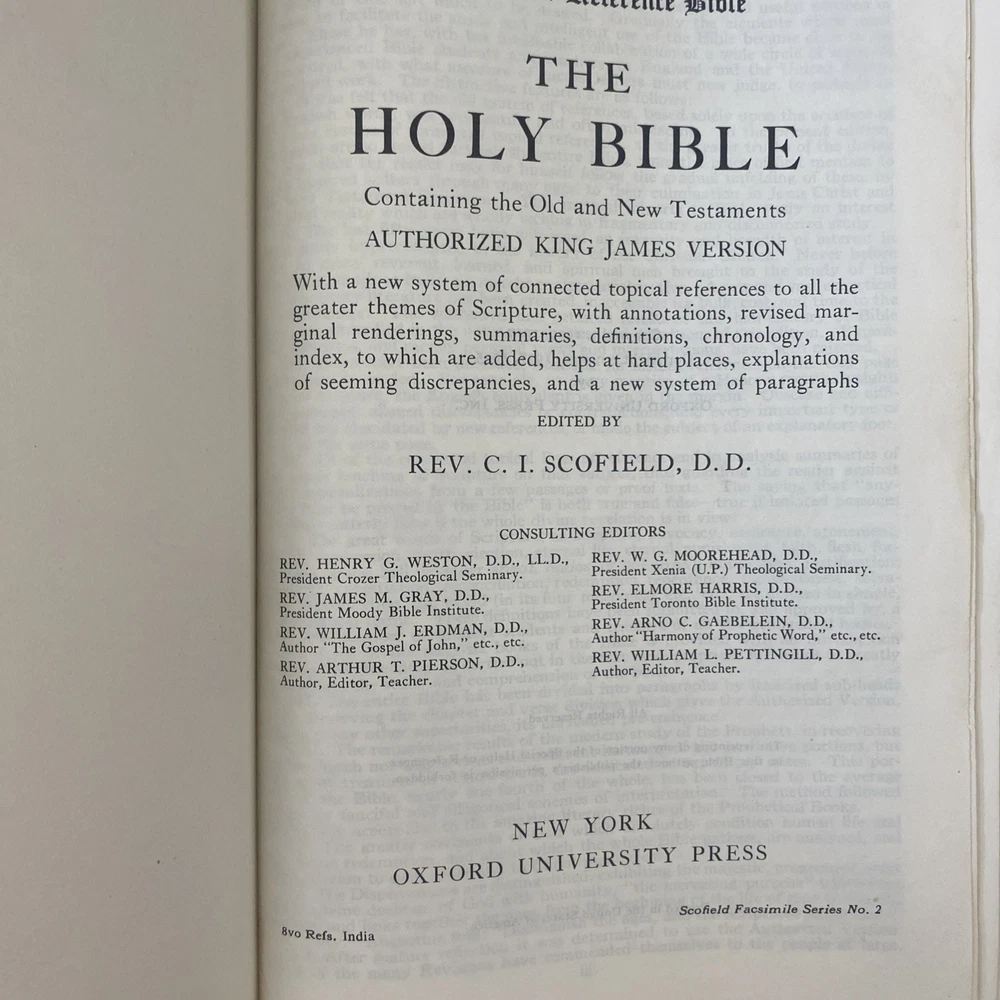 Reference Bible
THE
HOLY BIBLE
Containing the Old and New Testaments
AUTHORIZED KING JAMES VERSION
With a new system of connected topical references to all the
greater themes of Scripture, with annotations, revised mar-
ginal renderings, summaries, definitions, chronology, and
index, to which are added, helps at hard places, explanations
of seeming discrepancies, and a new system of paragraphs
EDITED BY
REV. C. I. SCOFIELD, D. D.
CONSULTING EDITORS
REV. HENRY G. WESTON, D.D., LL.D.,
President Crozer Theological Seminary.
REV. JAMES M. GRAY, D.D.,
President Moody Bible Institute.
REV. WILLIAM J. ERDMAN, D.D.,
Author "The Gospel of John," etc., etc.
REV. ARTHUR T. PIERSON, D.D.,
Author, Editor, Teacher.
REV. W. G. MOOREHEAD, D.D.,
President Xenia (U.P.) Theological Seminary.
REV. ELMORE HARRIS, D.D.,
President Toronto Bible Institute.
REV. ARNO C. GAEBELEIN, D.D.,
Author "Harmony of Prophetic Word," etc., etc.
REV. WILLIAM L. PETTINGILL, D.D.,
Author, Editor, Teacher.
NEW YORK
OXFORD UNIVERSITY PRESS
Scofield Facsimile Series No. 2
8vo Refs. India